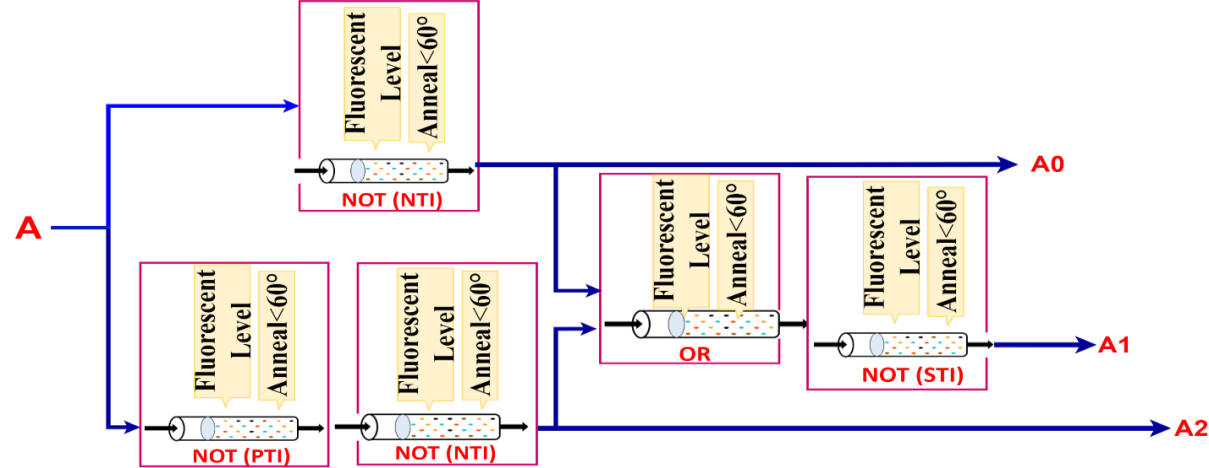 Fluorescent
Level
Anneal<60°
NOT (NTI)
A0
A
Fluorescent
Level
Anneal<60°
OR
Fluorescent
Level
Anneal<60°
NOT (STI)
A1
Fluorescent
Level
Anneal<60°
NOT (PTI)
Fluorescent
Level
Anneal<60°
NOT (NTI)
A2